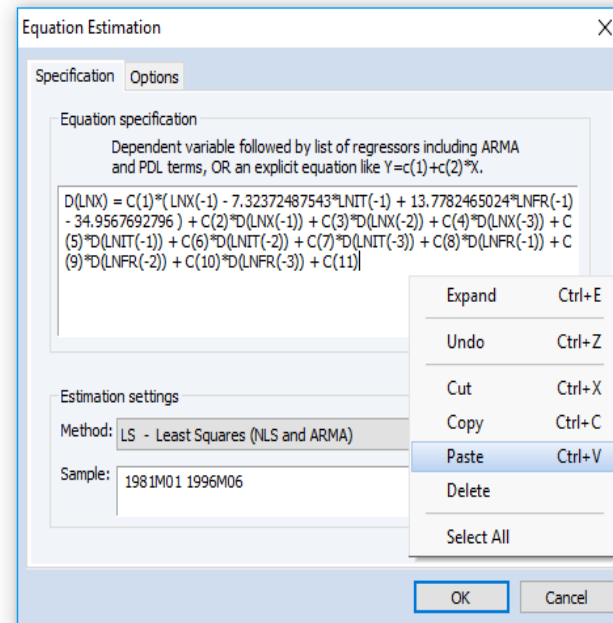 Equation Estimation
Specification
Options
Equation specification
Dependent variable followed by list of regressors including ARMA
and PDL terms, OR an explicit equation like Y=c(1)+c(2)*X.
D(LNX) = C(1)*( LNX(-1) - 7.32372487543*LNIT(-1) + 13.7782465024*LNFR(-1)
- 34.9567692796 ) + C(2)*D(LNX(-1)) + C(3)*D(LNX(-2)) + C(4)*D(LNX(-3)) + C
(5)*D(LNIT(-1)) + C(6)*D(LNIT(-2)) + C(7)*D(LNIT(-3)) + C(8)*D(LNFR(-1)) + C
(9)*D(LNFR(-2)) + C(10)*D(LNFR(-3)) + C(11)
Expand Ctrl+E
Undo Ctrl+Z
Cut Ctrl+X
Copy Ctrl+C
Paste Ctrl+V
Delete
Select All
Estimation settings
Method: LS - Least Squares (NLS and ARMA)
Sample: 1981M01 1996M06
OK
Cancel